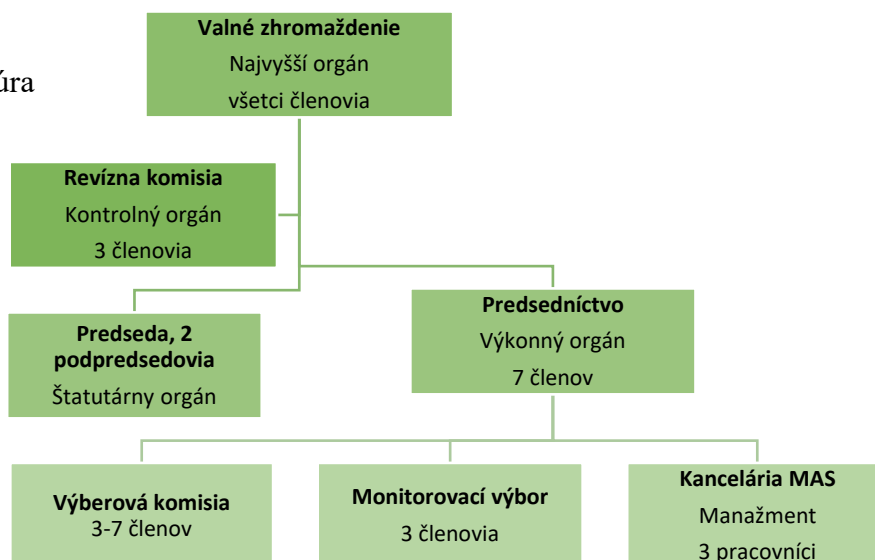 Valné zhromaždenie
Najvyšší orgán
všetci členovia
úra
Revízna komisia
Kontrolný orgán
3 členovia
Predseda, 2
podpredsedovia
Štatutárny orgán
Predsedníctvo
Výkonný orgán
7 členov
Výberová komisia
3-7 členov
Monitorovací výbor
3 členovia
Kancelária MAS
Manažment
3 pracovníci